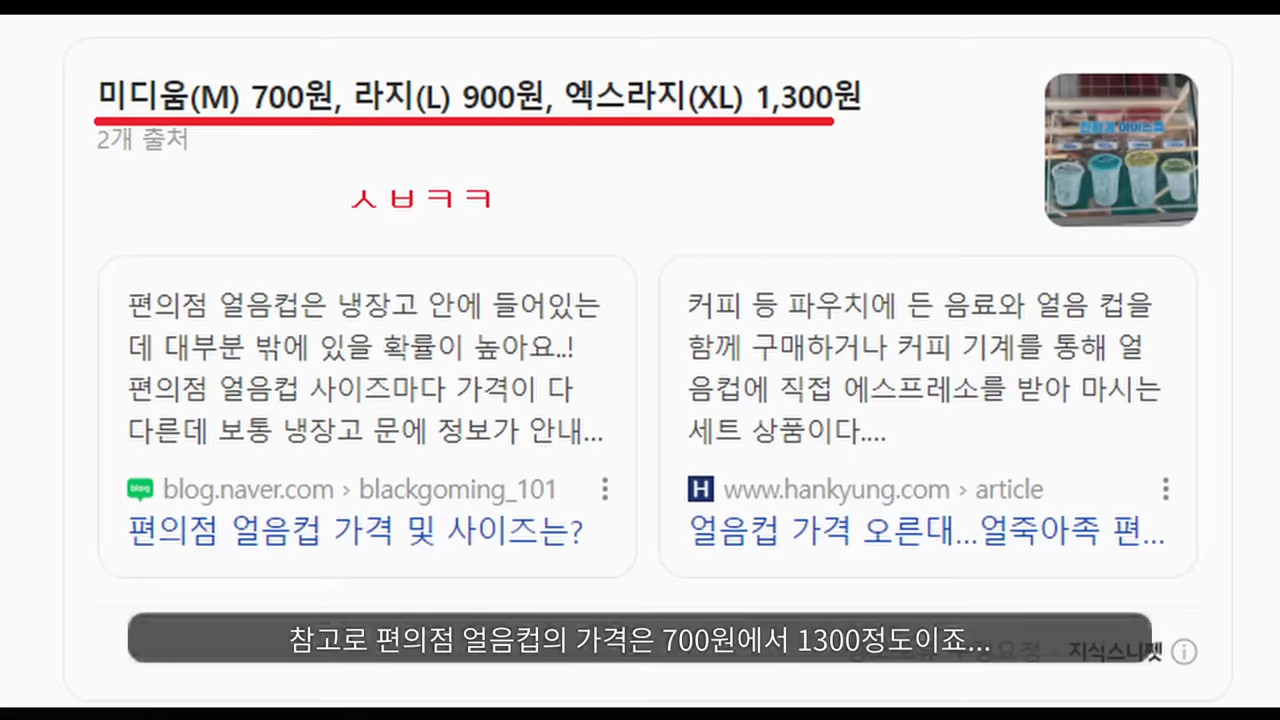 미디움(M) 700원, 라지(L) 900원, 엑스라지(XL) 1,300원
2개 출처
ㅅㅂㅋㅋ
편의점 얼음컵은 냉장고 안에 들어있는
데 대부분 밖에 있을 확률이 높아요..!
편의점 얼음컵 사이즈마다 가격이 다
다른데 보통 냉장고 문에 정보가 안내...
blog
blog.naver.com › blackgoming_101
편의점 얼음컵 가격 및 사이즈는?
커피 등 파우치에 든 음료와 얼음 컵을
함께 구매하거나 커피 기계를 통해 얼
음컵에 직접 에스프레소를 받아 마시는
세트 상품이다....
H
www.hankyung.com › article
얼음컵 가격 오른대...얼죽아족 편...
참고로 편의점 얼음컵의 가격은 700원에서 1300정도이죠...
지식스니펫